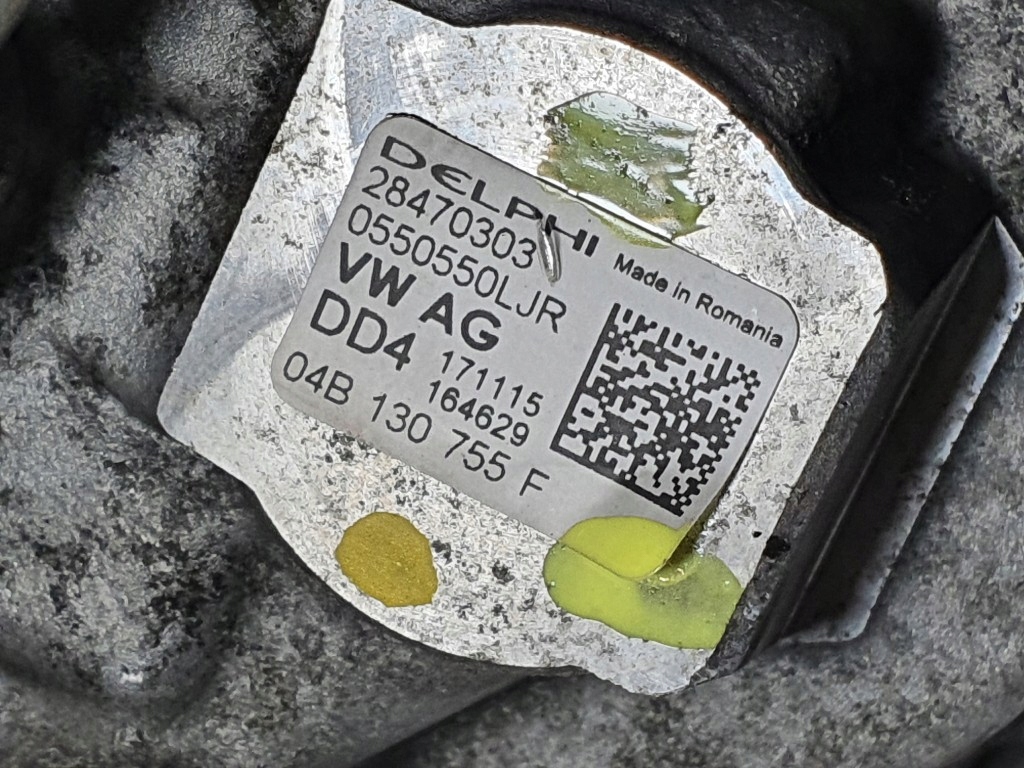 DELPHI
28470303
0550550LJR
Made in Romania
VW AG
DD4
171115
164629
04B 130 755 F